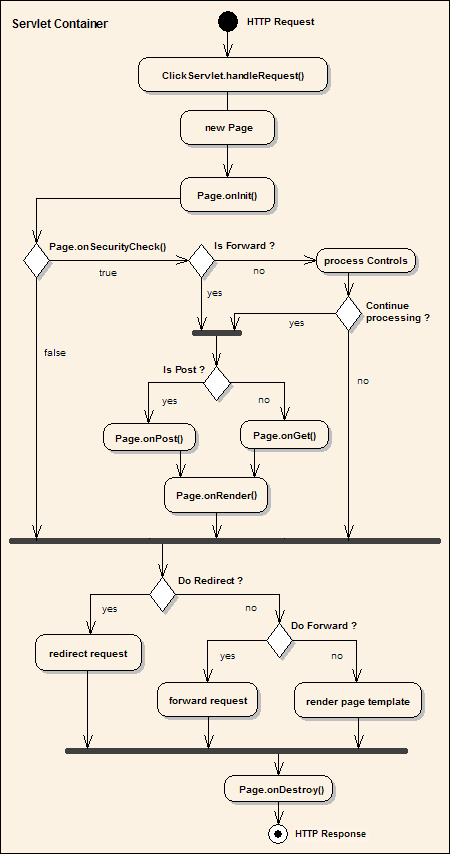 Servlet Container
HTTP Request
ClickServlet.handleRequest()
new Page
Page.onInit()
Page.onSecurityCheck()
Is Forward ?
true
no
process Controls
yes
Continue
processing ?
yes
false
Is Post ?
no
yes
no
Page.onPost()
Page.onGet()
Page.onRender()
Do Redirect ?
yes
no
Do Forward ?
redirect request
yes
no
forward request
render page template
Page.onDestroy()
HTTP Response